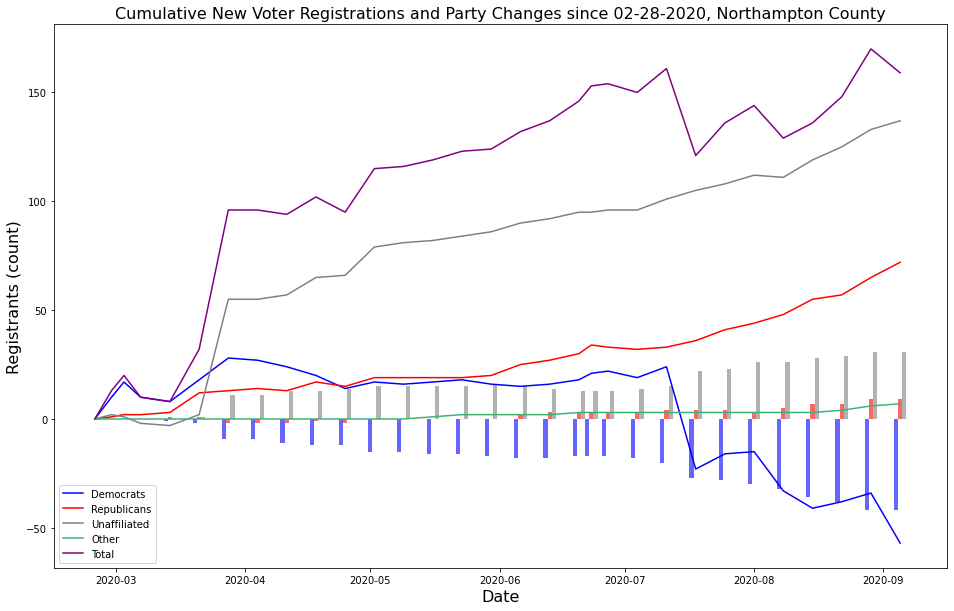 Cumulative New Voter Registrations and Party Changes since 02-28-2020, Northampton County
Registrants (count)
150
100
50
0
−50
Democrats
Republicans
Unaffiliated
Other
Total
2020-03
2020-04
2020-05
2020-06
2020-07
2020-08
2020-09
Date